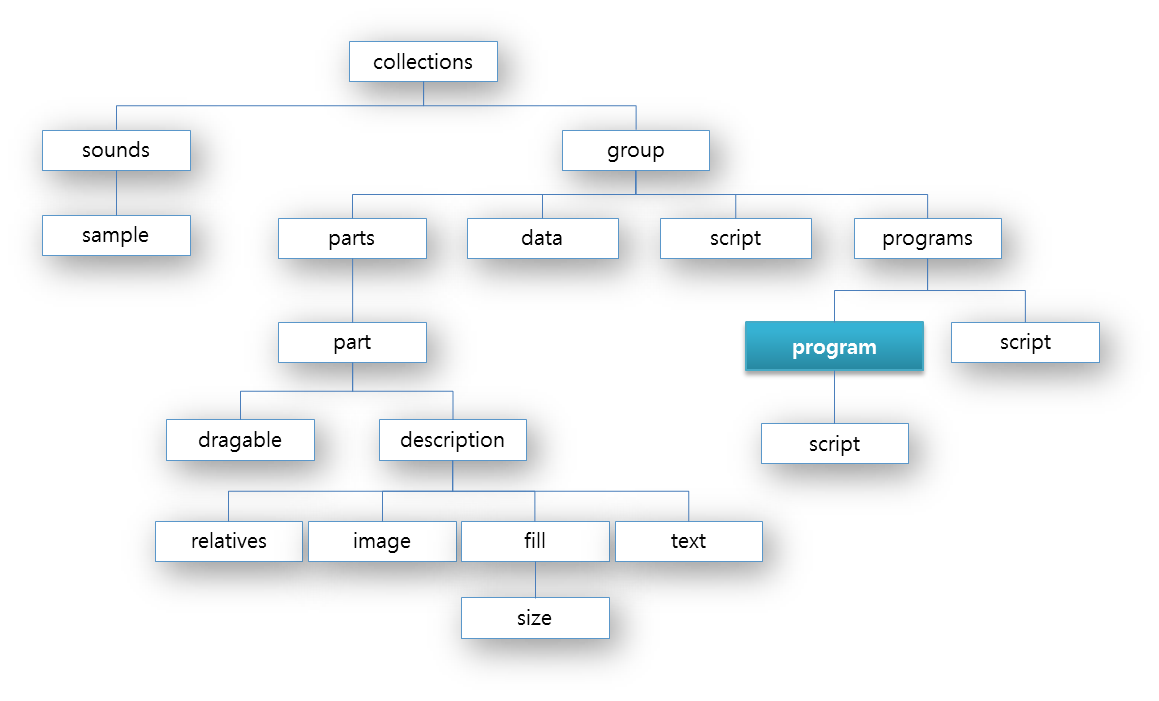 collections
sounds
group
sample
parts
data
script
programs
part
program
script
dragable
description
script
relatives
image
fill
text
size